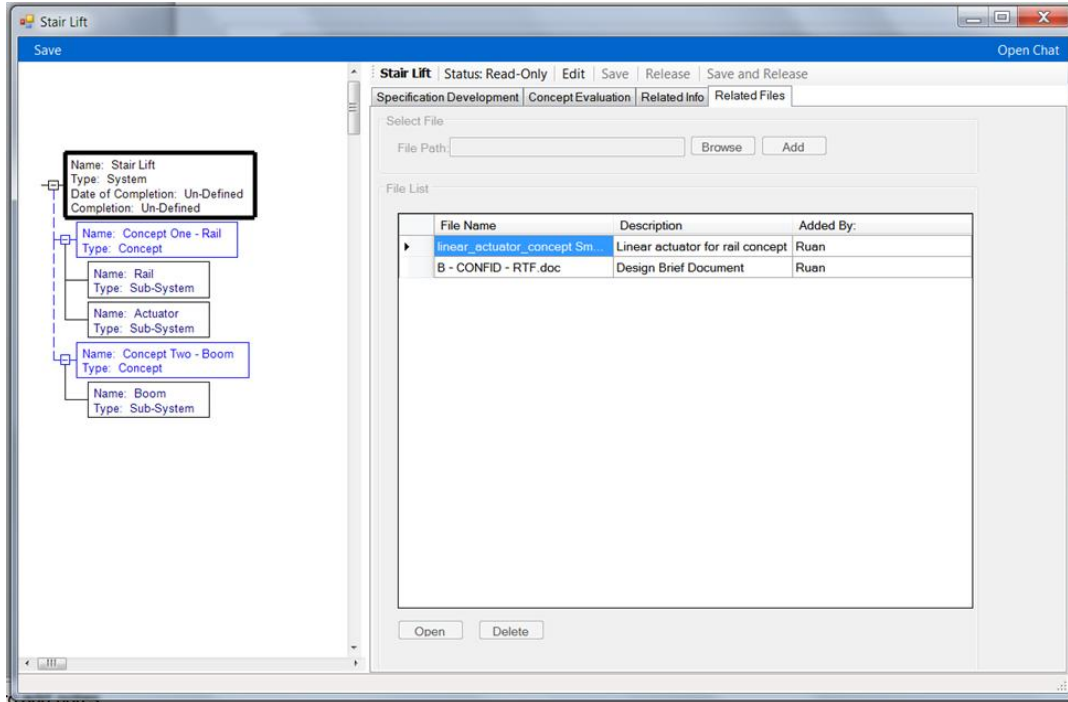 Stair Lift
Save
Open Chat
Name: Stair Lift
Type: System
Date of Completion: Un-Defined
Completion: Un-Defined
Name: Concept One - Rail
Type: Concept
Name: Rail
Type: Sub-System
Name: Actuator
Type: Sub-System
Name: Concept Two - Boom
Type: Concept
Name: Boom
Type: Sub-System
Stair Lift Status: Read-Only Edit Save Release Save and Release
Specification Development Concept Evaluation Related Info Related Files
Select File
File Path: Browse Add
File List
File Name Description Added By:
linear_actuator_concept Sm... Linear actuator for rail concept Ruan
B - CONFID - RTF.doc Design Brief Document Ruan
Open Delete